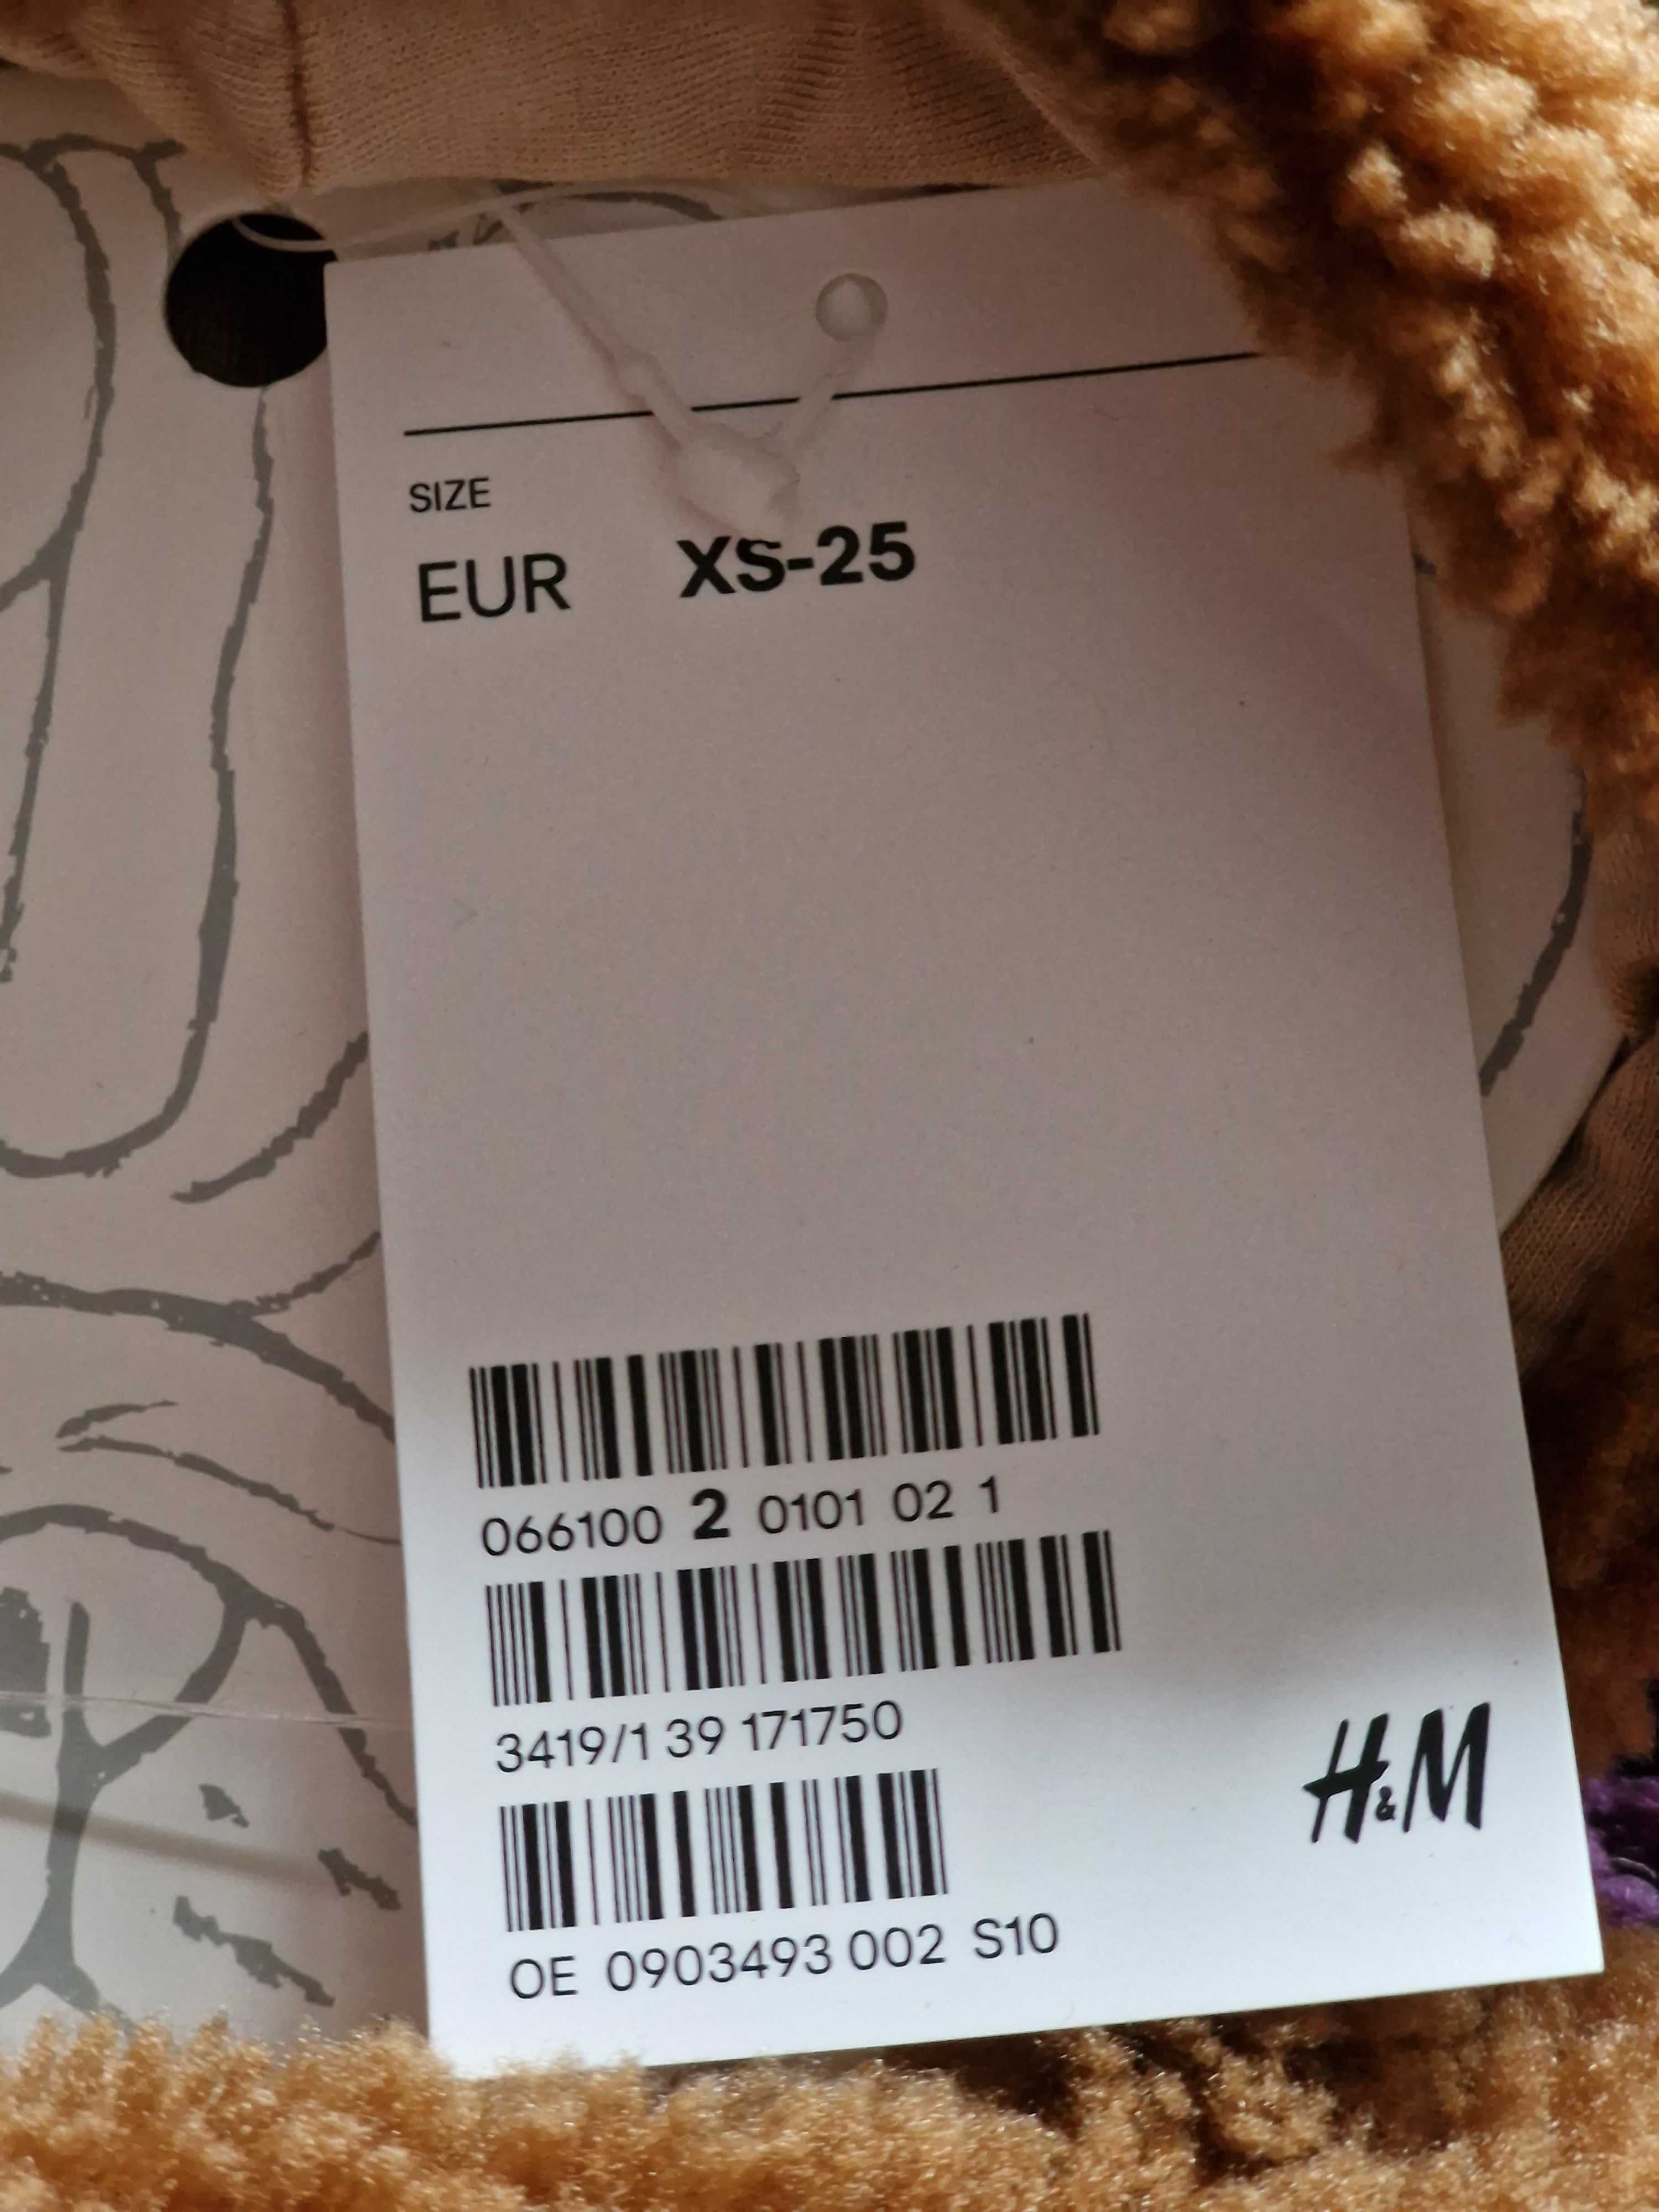 SIZE
EUR XS-25
066100 2 0101 02 1
3419/1 39 171750
OE 0903493 002 S10
H&M